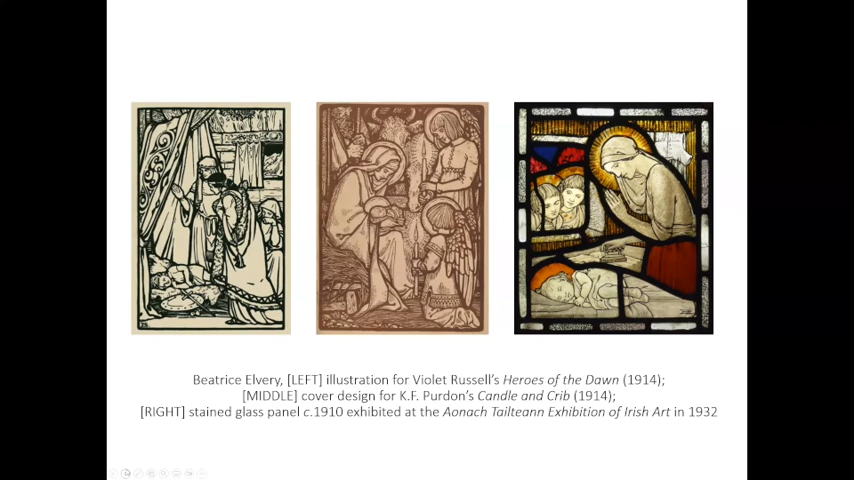 Beatrice Elvery, [LEFT] illustration for Violet Russell's Heroes of the Dawn (1914);
[MIDDLE] cover design for K.F. Purdon's Candle and Crib (1914);
[RIGHT] stained glass panel c.1910 exhibited at the Aonach Tailteann Exhibition of Irish Art in 1932